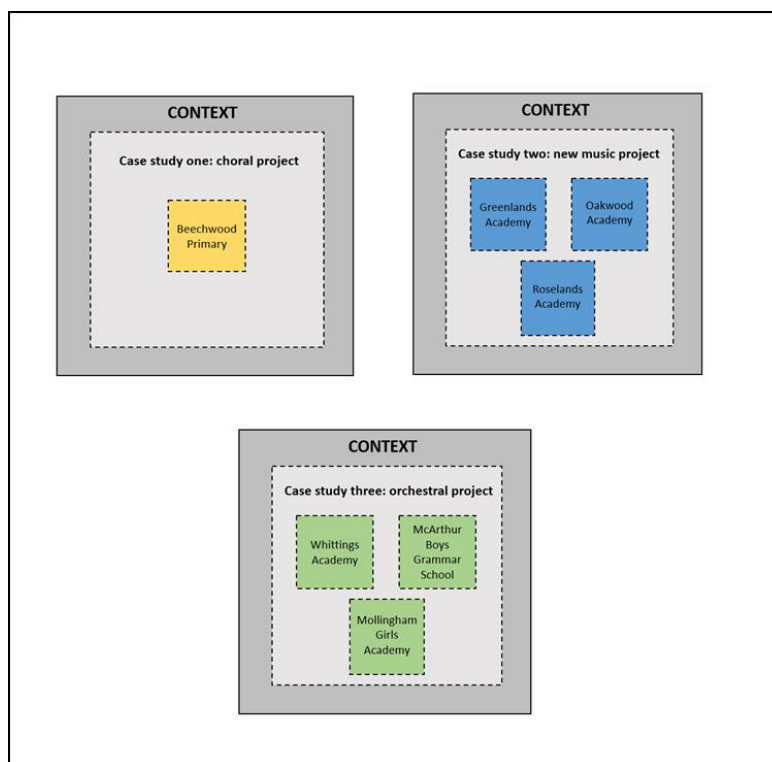 CONTEXT
Case study one: choral project
Beechwood
Primary
CONTEXT
Case study two: new music project
Greenlands
Academy
Oakwood
Academy
Roselands
Academy
CONTEXT
Case study three: orchestral project
Whittings
Academy
McArthur
Boys
Grammar
School
Mollingham
Girls
Academy